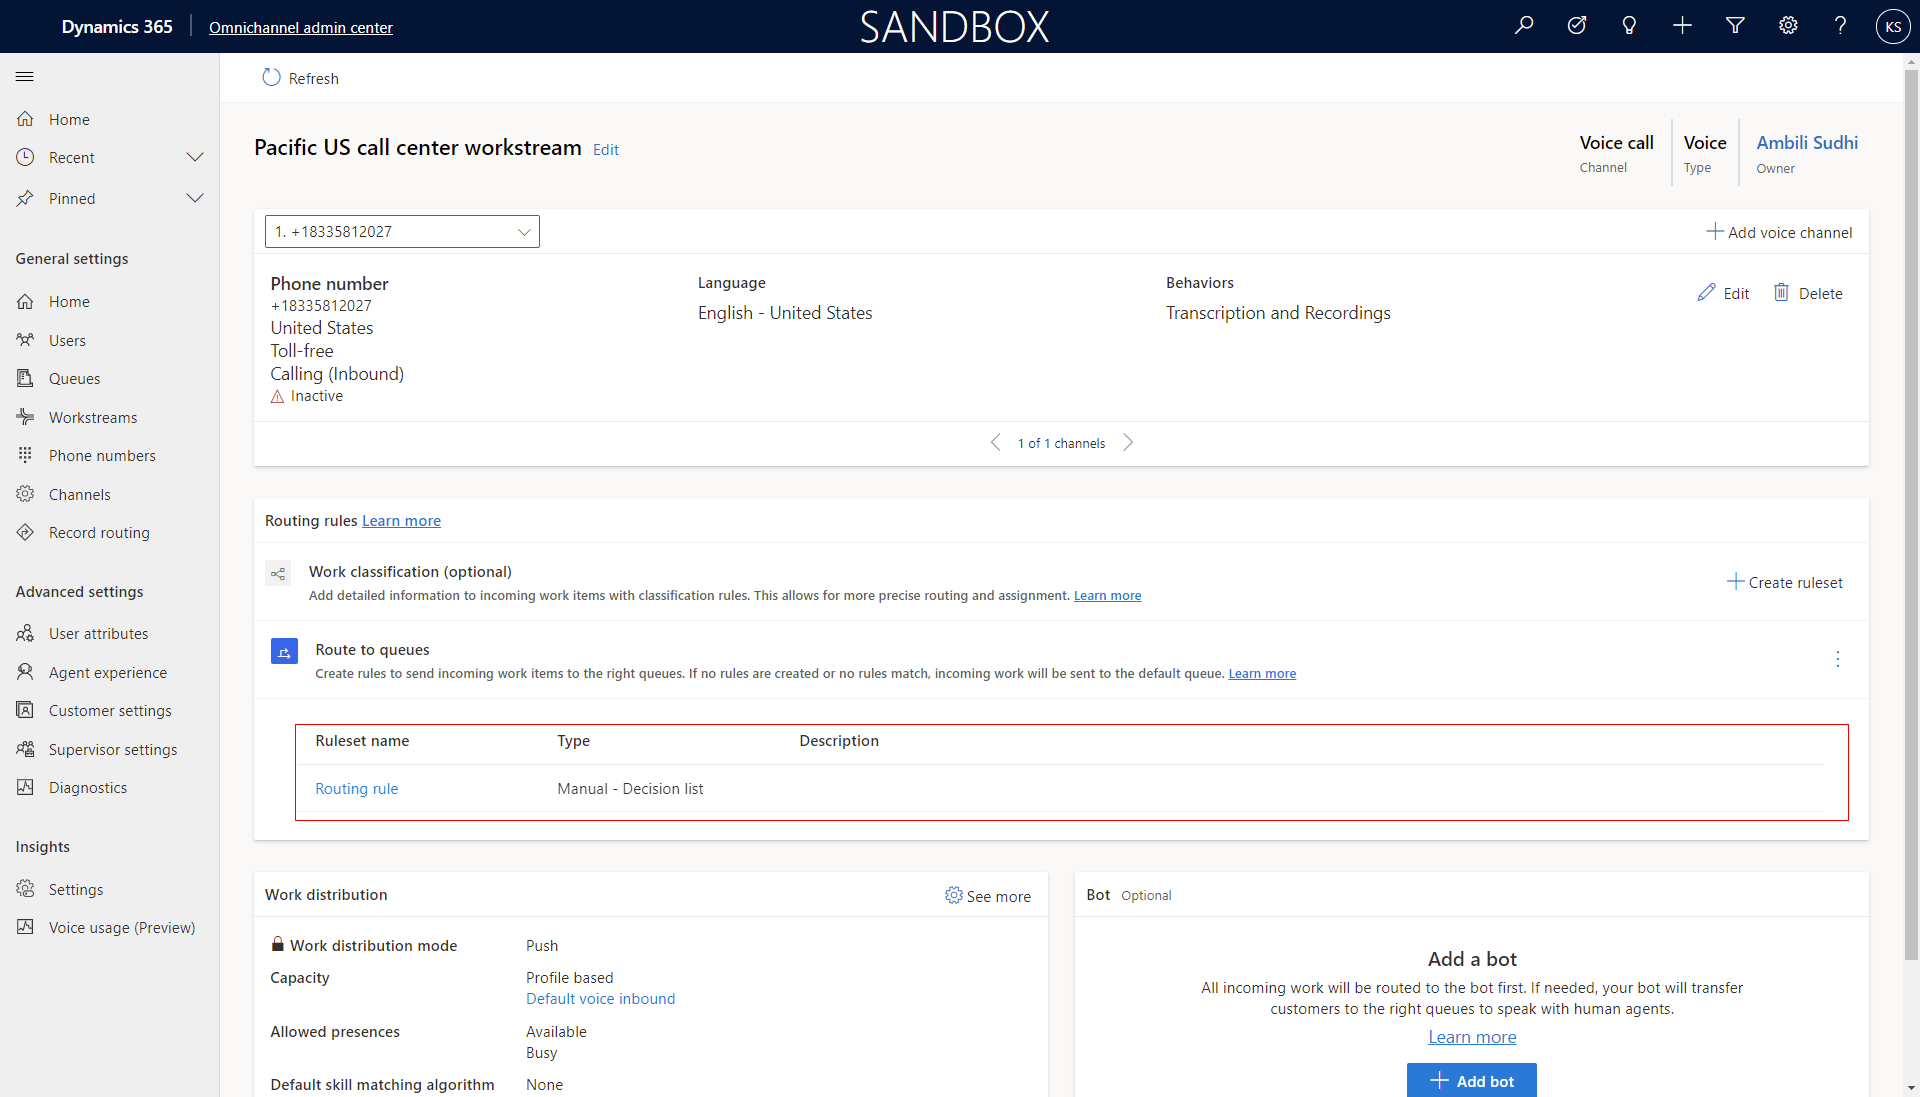 Dynamics 365
Omnichannel admin center
SANDBOX
KS
Refresh
Home
Recent
Pinned
General settings
Home
Users
Queues
Workstreams
Phone numbers
Channels
Record routing
Advanced settings
User attributes
Agent experience
Customer settings
Supervisor settings
Diagnostics
Insights
Settings
Voice usage (Preview)
Pacific US call center workstream Edit
Voice call
Channel
Voice
Type
Ambili Sudhi
Owner
1. +18335812027
Add voice channel
Phone number
+18335812027
United States
Toll-free
Calling (Inbound)
Inactive
Language
English - United States
Behaviors
Transcription and Recordings
Edit
Delete
1 of 1 channels
Routing rules Learn more
Work classification (optional)
Add detailed information to incoming work items with classification rules. This allows for more precise routing and assignment. Learn more
Create ruleset
Route to queues
Create rules to send incoming work items to the right queues. If no rules are created or no rules match, incoming work will be sent to the default queue. Learn more
Ruleset name Type Description
Routing rule Manual - Decision list
Work distribution
See more
Work distribution mode Push
Capacity Profile based
Default voice inbound
Allowed presences Available
Busy
Default skill matching algorithm None
Bot Optional
Add a bot
All incoming work will be routed to the bot first. If needed, your bot will transfer
customers to the right queues to speak with human agents.
Learn more
Add bot